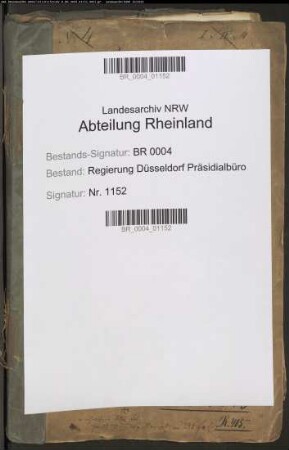 BR_0004_01152
Landesarchiv NRW
Abteilung Rheinland
Bestands-Signatur: BR 0004
Bestand: Regierung Düsseldorf Präsidialbüro
Signatur: Nr. 1152
BR_0004_01152